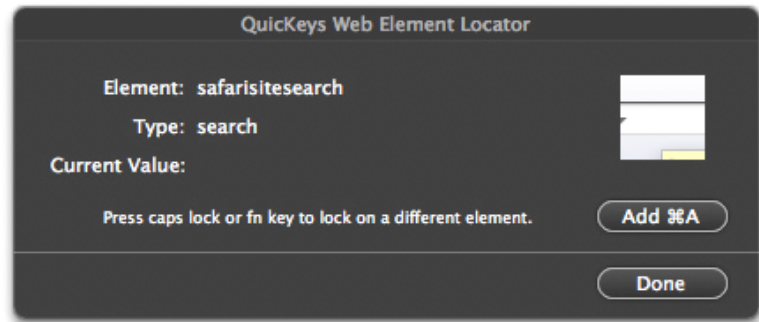 QuicKeys Web Element Locator
Element: safarisitesearch
Type: search
Current Value:
Press caps lock or fn key to lock on a different element.
Add ⌘A
Done